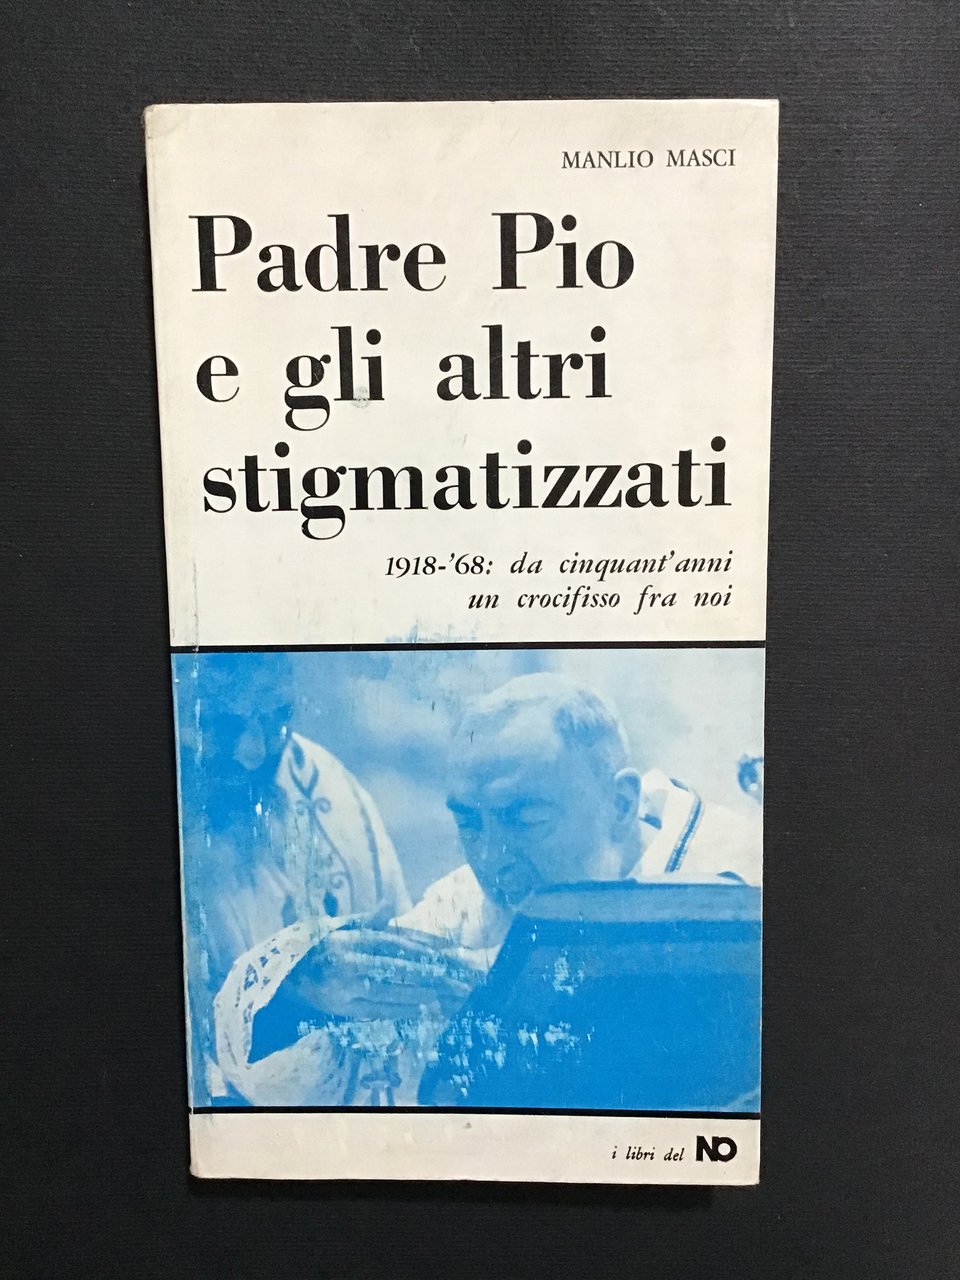 MANLIO MASCI
Padre Pio
e gli altri
stigmatizzati
1918-'68: da cinquant'anni
un crocifisso fra noi
i libri del NO